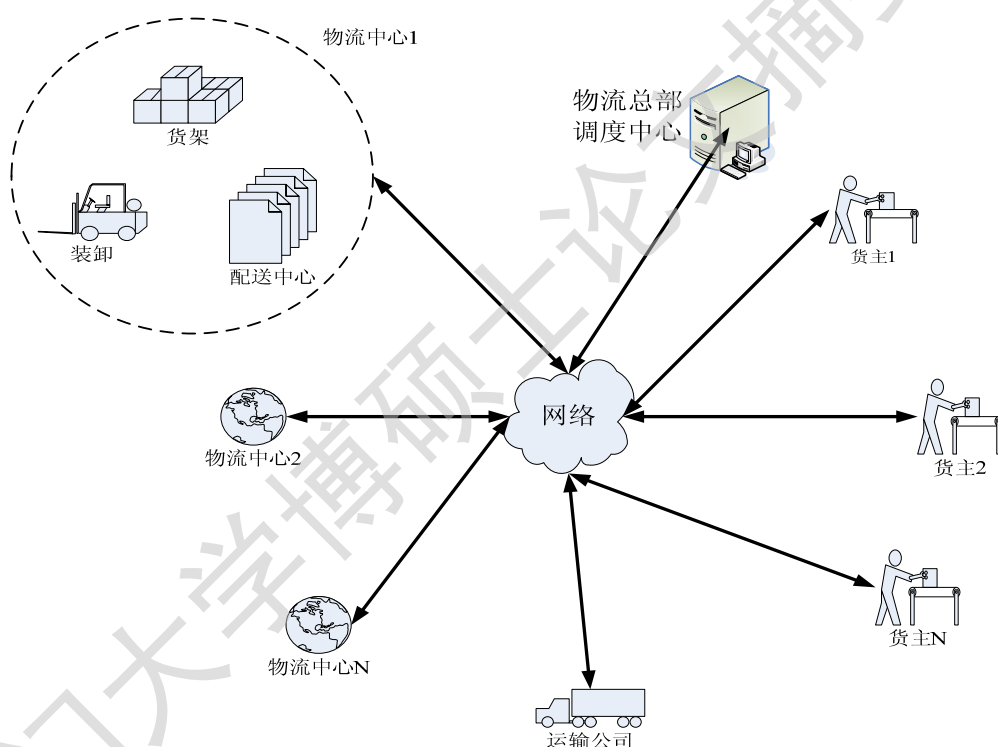 物流中心1
货架
装卸
配送中心
物流总部
调度中心
货主1
网络
货主2
物流中心2
货主N
物流中心N
运输公司
门大学博硕士论文摘